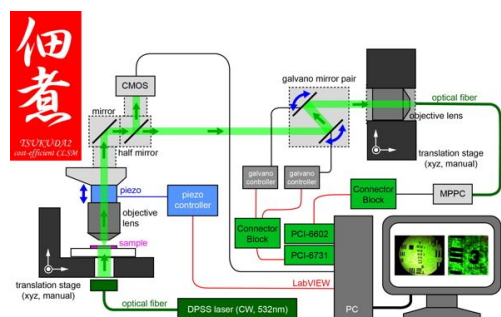 佃煮
TSUKUDA2
cost-efficient CLSM
CMOS
mirror
half mirror
galvano mirror pair
optical fiber
objective lens
translation stage
(xyz, manual)
piezo
piezo
controller
objective
lens
sample
galvano
controller
galvano
controller
Connector
Block
Connector
Block
MPPC
PCI-6602
PCI-6731
LabVIEW
PC
translation stage
(xyz, manual)
optical fiber
DPSS laser (CW, 532nm)